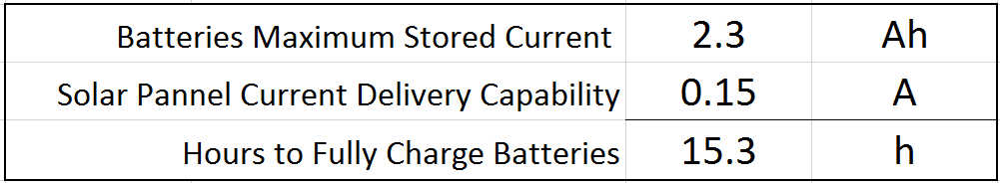 Batteries Maximum Stored Current 2.3 Ah
Solar Pannel Current Delivery Capability 0.15 A
Hours to Fully Charge Batteries 15.3 h